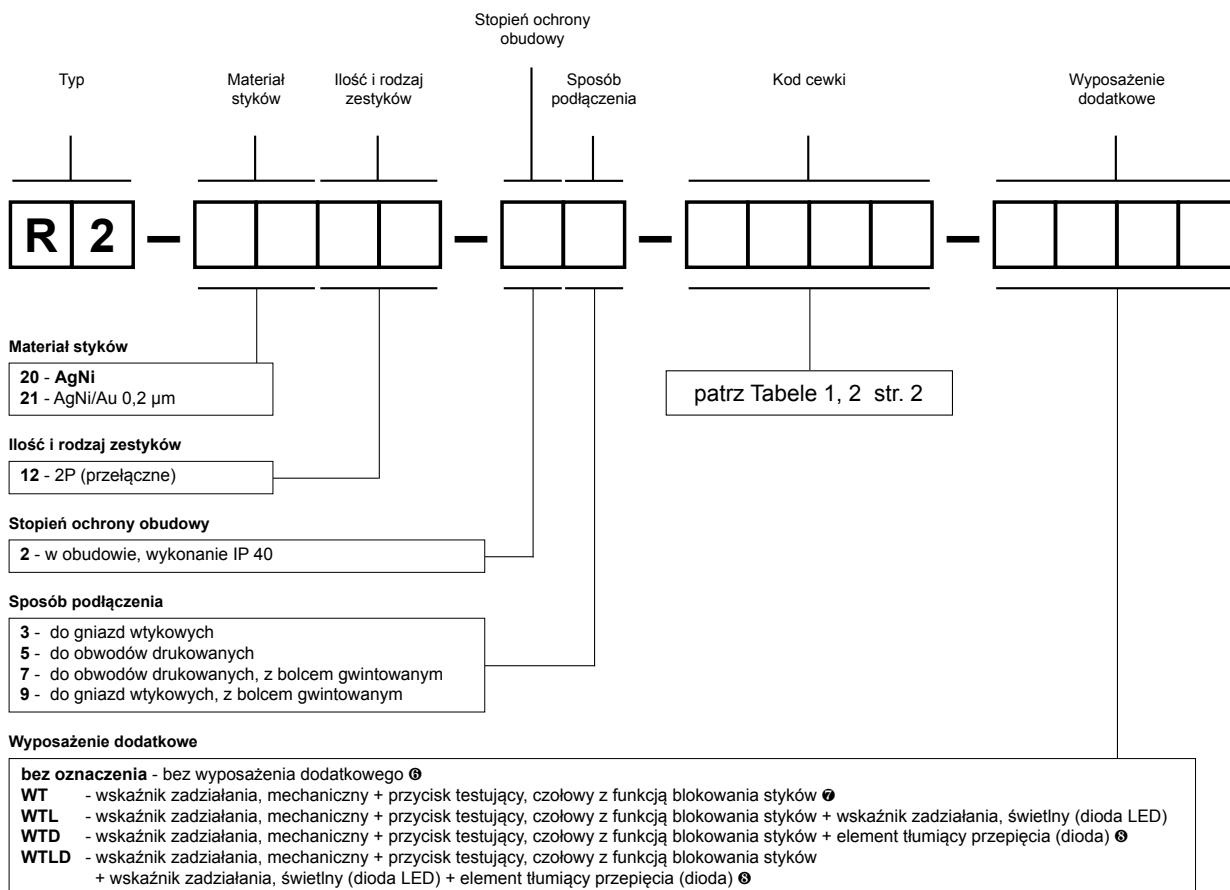 Stopień ochrony
obudowy
Typ
Materiał
styków
Ilość i rodzaj
zestyków
Sposób
podłączenia
Kod cewki
Wyposażenie
dodatkowe
R 2 – – – –
Materiał styków
20 - AgNi
21 - AgNi/Au 0,2 µm
patrz Tabele 1, 2 str. 2
Ilość i rodzaj zestyków
12 - 2P (przełączne)
Stopień ochrony obudowy
2 - w obudowie, wykonanie IP 40
Sposób podłączenia
3 - do gniazd wtykowych
5 - do obwodów drukowanych
7 - do obwodów drukowanych, z bolcem gwintowanym
9 - do gniazd wtykowych, z bolcem gwintowanym
Wyposażenie dodatkowe
bez oznaczenia - bez wyposażenia dodatkowego ❻
WT - wskaźnik zadziałania, mechaniczny + przycisk testujący, czołowy z funkcją blokowania styków ❼
WTL - wskaźnik zadziałania, mechaniczny + przycisk testujący, czołowy z funkcją blokowania styków + wskaźnik zadziałania, świetlny (dioda LED)
WTD - wskaźnik zadziałania, mechaniczny + przycisk testujący, czołowy z funkcją blokowania styków + element tłumiący przepięcia (dioda) ❽
WTLD - wskaźnik zadziałania, mechaniczny + przycisk testujący, czołowy z funkcją blokowania styków
+ wskaźnik zadziałania, świetlny (dioda LED) + element tłumiący przepięcia (dioda) ❽